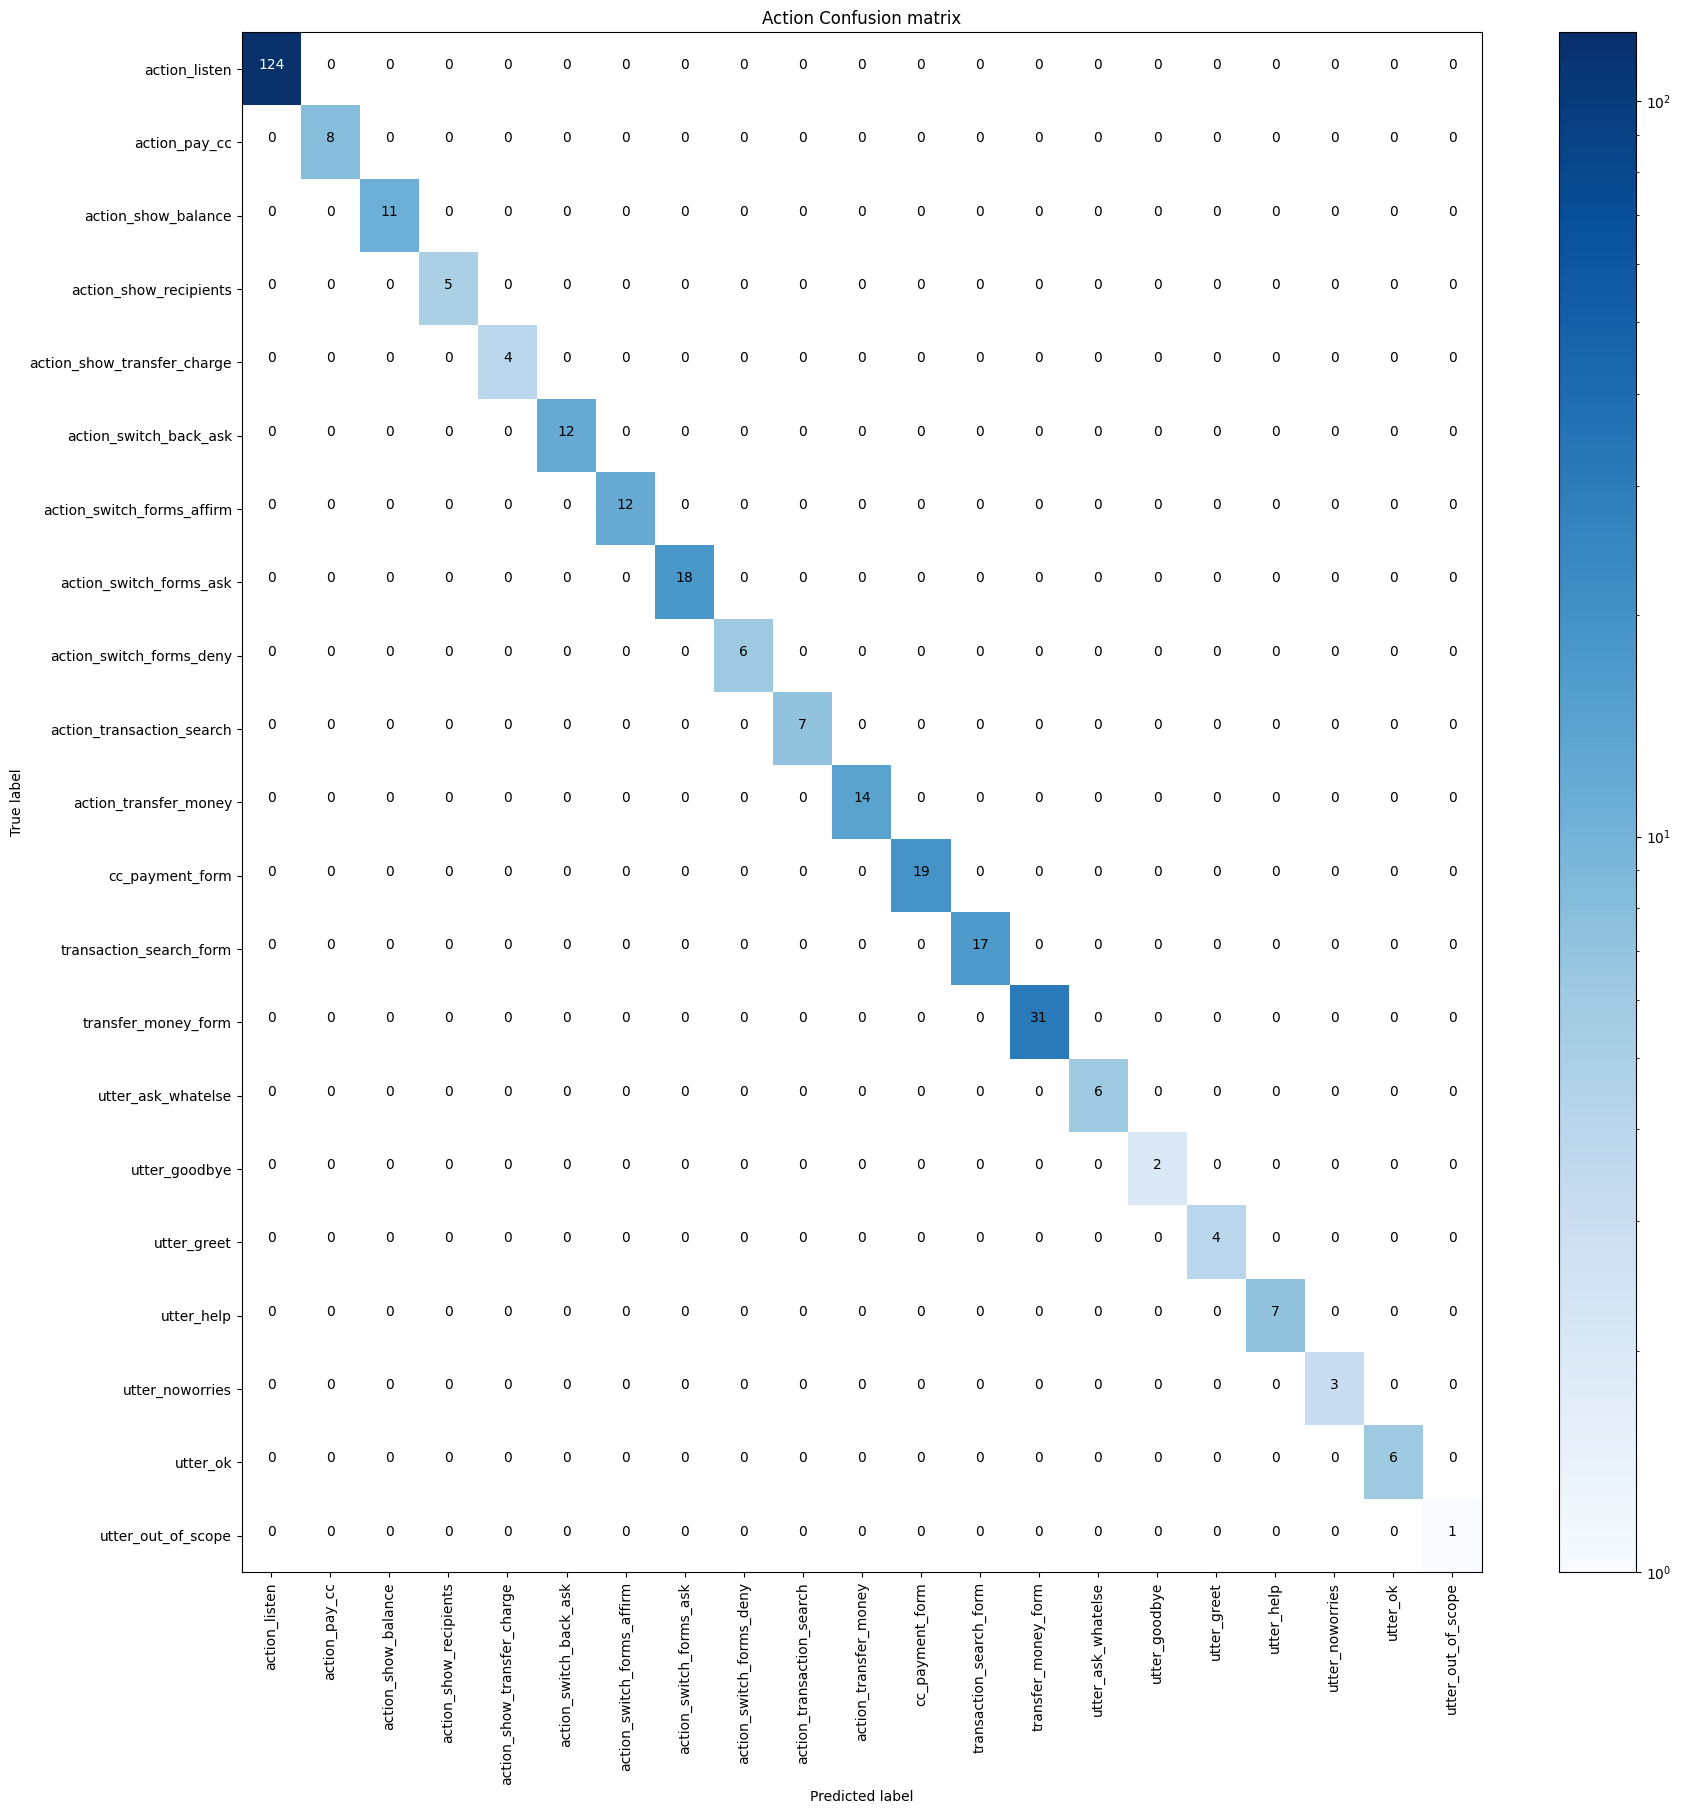 Action Confusion matrix
True label
action_listen 124 0 0 0 0 0 0 0 0 0 0 0 0 0 0 0 0 0 0 0 0
action_pay_cc 0 8 0 0 0 0 0 0 0 0 0 0 0 0 0 0 0 0 0 0 0
action_show_balance 0 0 11 0 0 0 0 0 0 0 0 0 0 0 0 0 0 0 0 0 0
action_show_recipients 0 0 0 5 0 0 0 0 0 0 0 0 0 0 0 0 0 0 0 0 0
action_show_transfer_charge 0 0 0 0 4 0 0 0 0 0 0 0 0 0 0 0 0 0 0 0 0
action_switch_back_ask 0 0 0 0 0 12 0 0 0 0 0 0 0 0 0 0 0 0 0 0 0
action_switch_forms_affirm 0 0 0 0 0 0 12 0 0 0 0 0 0 0 0 0 0 0 0 0 0
action_switch_forms_ask 0 0 0 0 0 0 0 18 0 0 0 0 0 0 0 0 0 0 0 0 0
action_switch_forms_deny 0 0 0 0 0 0 0 0 6 0 0 0 0 0 0 0 0 0 0 0 0
action_transaction_search 0 0 0 0 0 0 0 0 0 7 0 0 0 0 0 0 0 0 0 0 0
action_transfer_money 0 0 0 0 0 0 0 0 0 0 14 0 0 0 0 0 0 0 0 0 0
cc_payment_form 0 0 0 0 0 0 0 0 0 0 0 19 0 0 0 0 0 0 0 0 0
transaction_search_form 0 0 0 0 0 0 0 0 0 0 0 0 17 0 0 0 0 0 0 0 0
transfer_money_form 0 0 0 0 0 0 0 0 0 0 0 0 0 31 0 0 0 0 0 0 0
utter_ask_whatelse 0 0 0 0 0 0 0 0 0 0 0 0 0 0 6 0 0 0 0 0 0
utter_goodbye 0 0 0 0 0 0 0 0 0 0 0 0 0 0 0 2 0 0 0 0 0
utter_greet 0 0 0 0 0 0 0 0 0 0 0 0 0 0 0 0 4 0 0 0 0
utter_help 0 0 0 0 0 0 0 0 0 0 0 0 0 0 0 0 0 7 0 0 0
utter_noworries 0 0 0 0 0 0 0 0 0 0 0 0 0 0 0 0 0 0 3 0 0
utter_ok 0 0 0 0 0 0 0 0 0 0 0 0 0 0 0 0 0 0 0 6 0
utter_out_of_scope 0 0 0 0 0 0 0 0 0 0 0 0 0 0 0 0 0 0 0 0 1
action_listen
action_pay_cc
action_show_balance
action_show_recipients
action_show_transfer_charge
action_switch_back_ask
action_switch_forms_affirm
action_switch_forms_ask
action_switch_forms_deny
action_transaction_search
action_transfer_money
cc_payment_form
transaction_search_form
transfer_money_form
utter_ask_whatelse
utter_goodbye
utter_greet
utter_help
utter_noworries
utter_ok
utter_out_of_scope
Predicted label
10²
10¹
10⁰